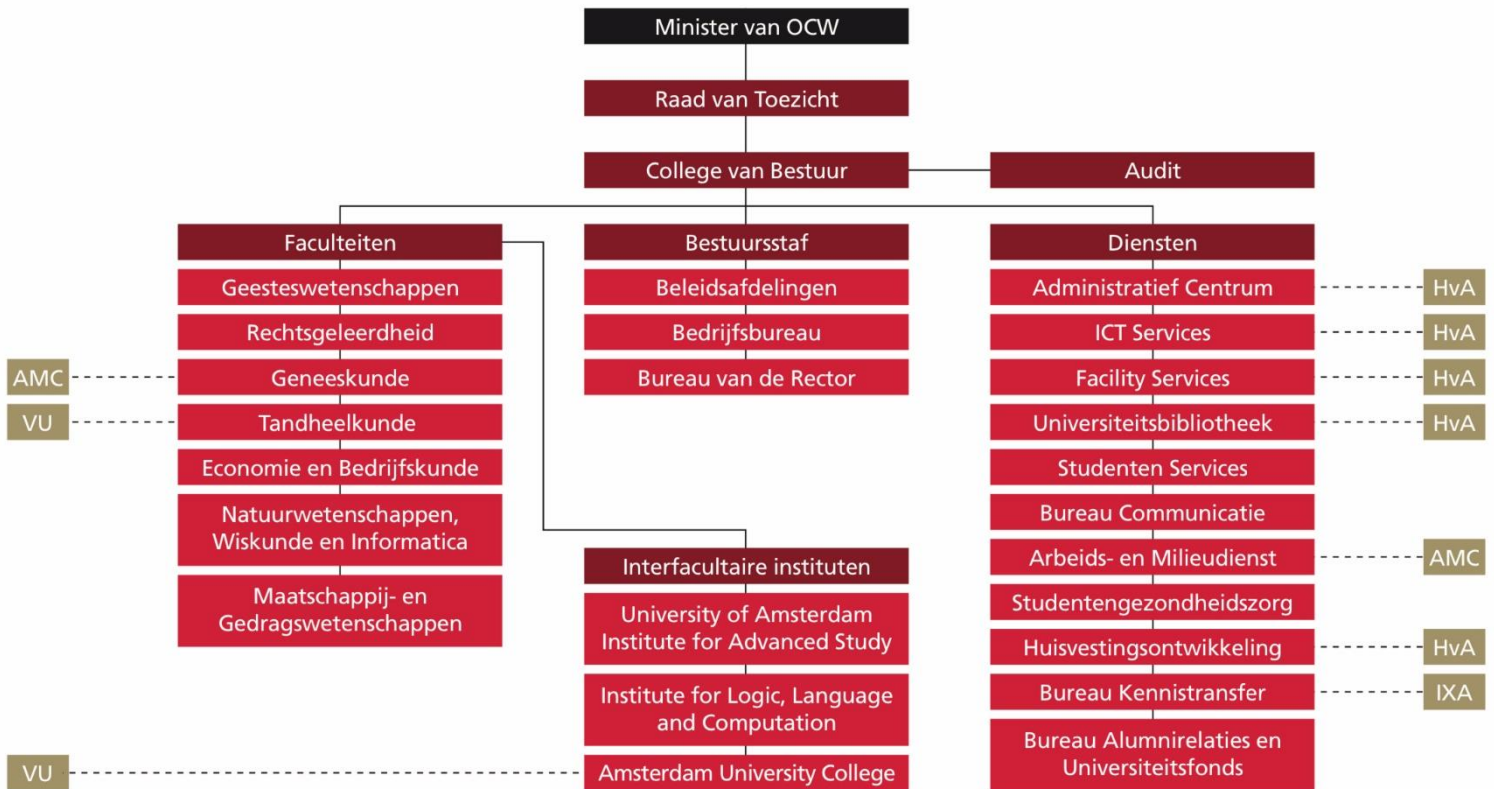 Minister van OCW
Raad van Toezicht
College van Bestuur
Audit
Faculteiten
Geesteswetenschappen
Rechtsgeleerdheid
AMC
Geneeskunde
VU
Tandheelkunde
Economie en Bedrijfskunde
Natuurwetenschappen,
Wiskunde en Informatica
Maatschappij- en
Gedragswetenschappen
Bestuursstaf
Beleidsafdelingen
Bedrijfsbureau
Bureau van de Rector
Interfacultaire instituten
University of Amsterdam
Institute for Advanced Study
Institute for Logic, Language
and Computation
VU
Amsterdam University College
Diensten
Administratief Centrum
HvA
ICT Services
HvA
Facility Services
HvA
Universiteitsbibliotheek
HvA
Studenten Services
Bureau Communicatie
Arbeids- en Milieudienst
AMC
Studentengezondheidszorg
Huisvestingsontwikkeling
HvA
Bureau Kennistransfer
IXA
Bureau Alumnirelaties en
Universiteitsfonds